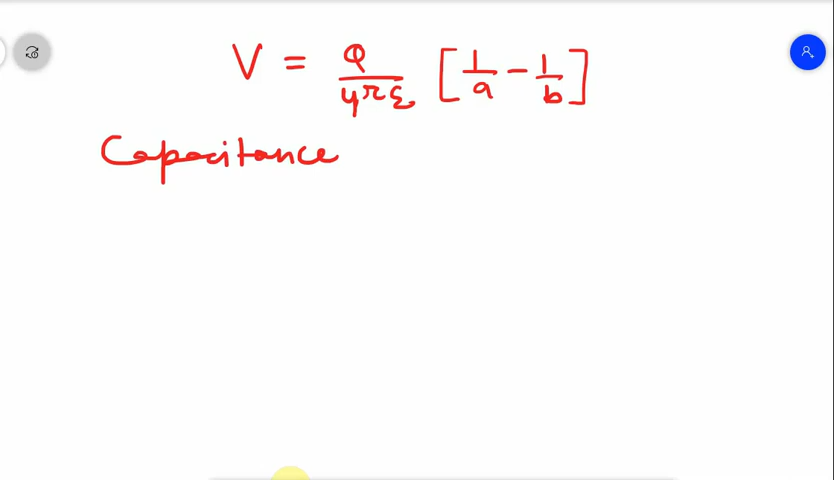 V = Q/4πε [1/a - 1/b]
Capacitance